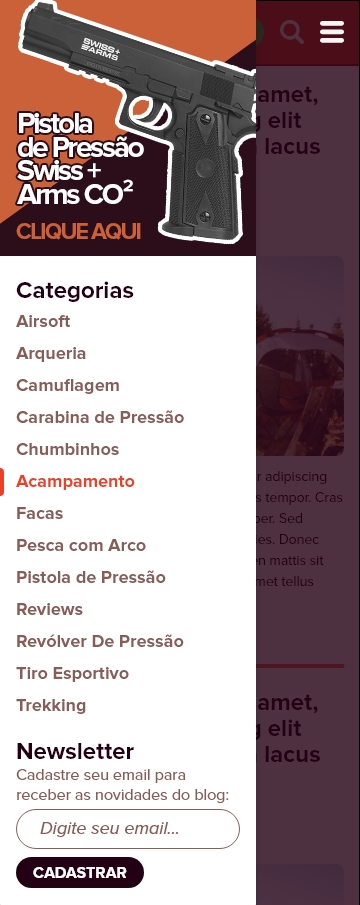 SWISS+
ARMS
Pistola
de Pressão
Swiss +
Arms CO²
CLIQUE AQUI
Categorias
Airsoft
Arqueria
Camuflagem
Carabina de Pressão
Chumbinhos
Acampamento
Facas
Pesca com Arco
Pistola de Pressão
Reviews
Revólver De Pressão
Tiro Esportivo
Trekking
Newsletter
Cadastre seu email para
receber as novidades do blog:
Digite seu email...
CADASTRAR
amet,
elit
lacus
adipiscing
tempor. Cras
Sed
Donec
mattis sit
tellus
amet,
elit
lacus